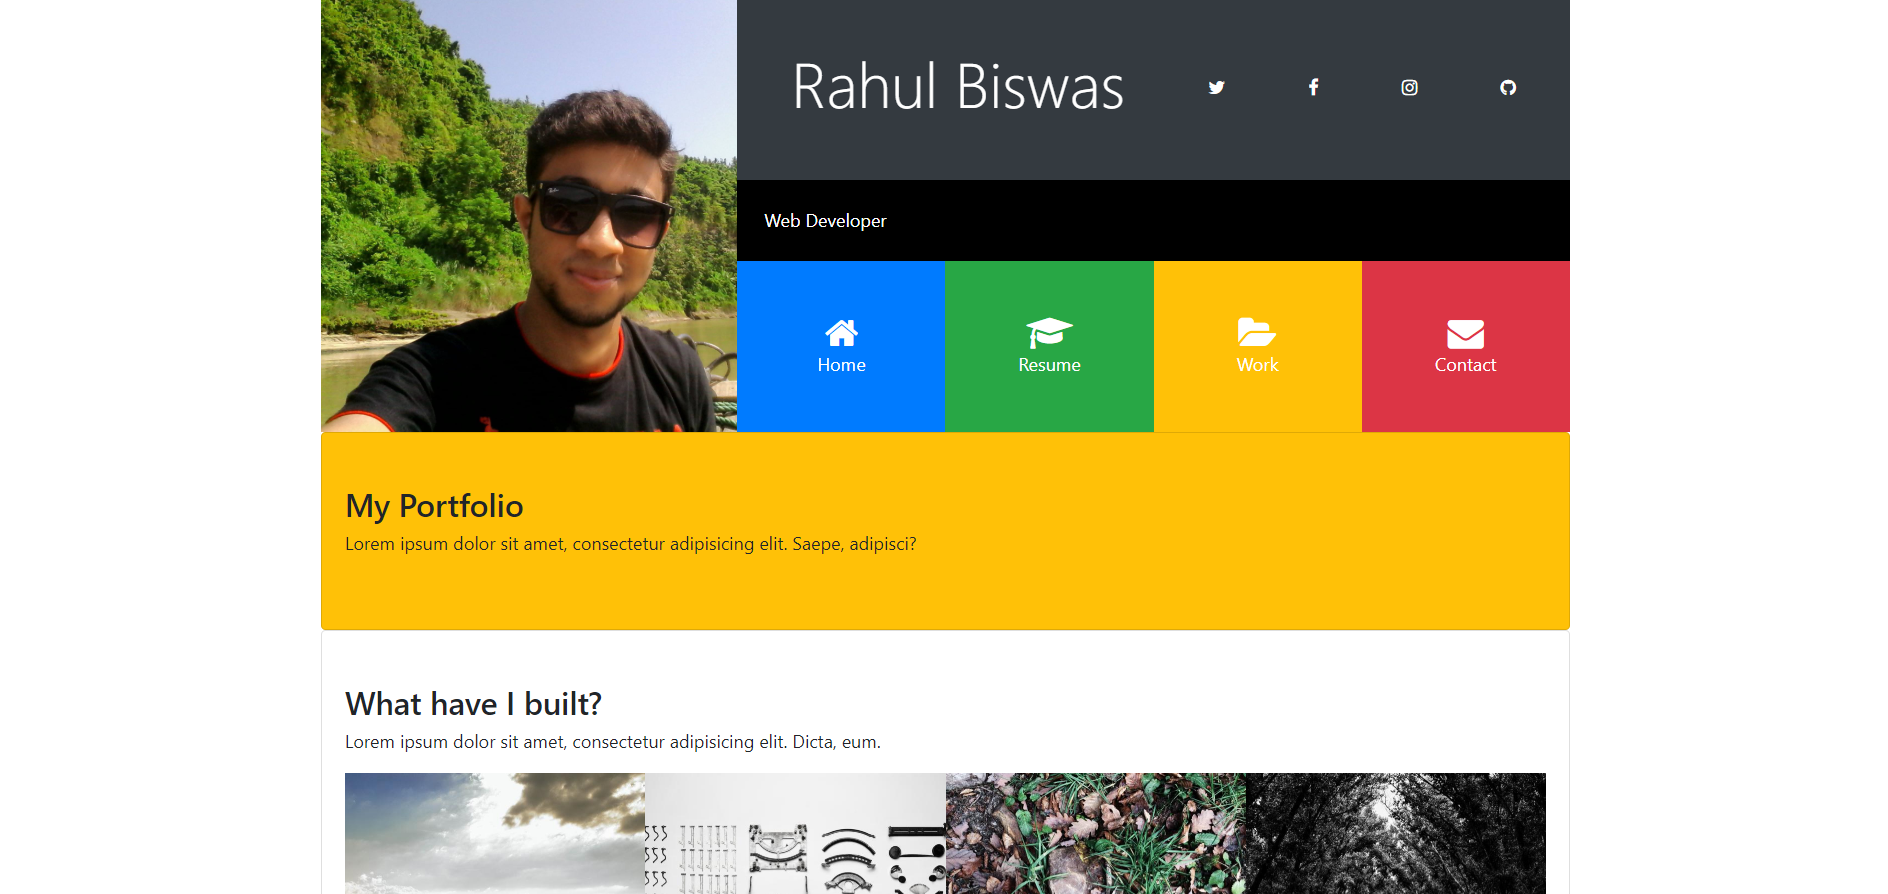 Rahul Biswas
Web Developer
Home
Resume
Work
Contact
My Portfolio
Lorem ipsum dolor sit amet, consectetur adipisicing elit. Saepe, adipisci?
What have I built?
Lorem ipsum dolor sit amet, consectetur adipisicing elit. Dicta, eum.